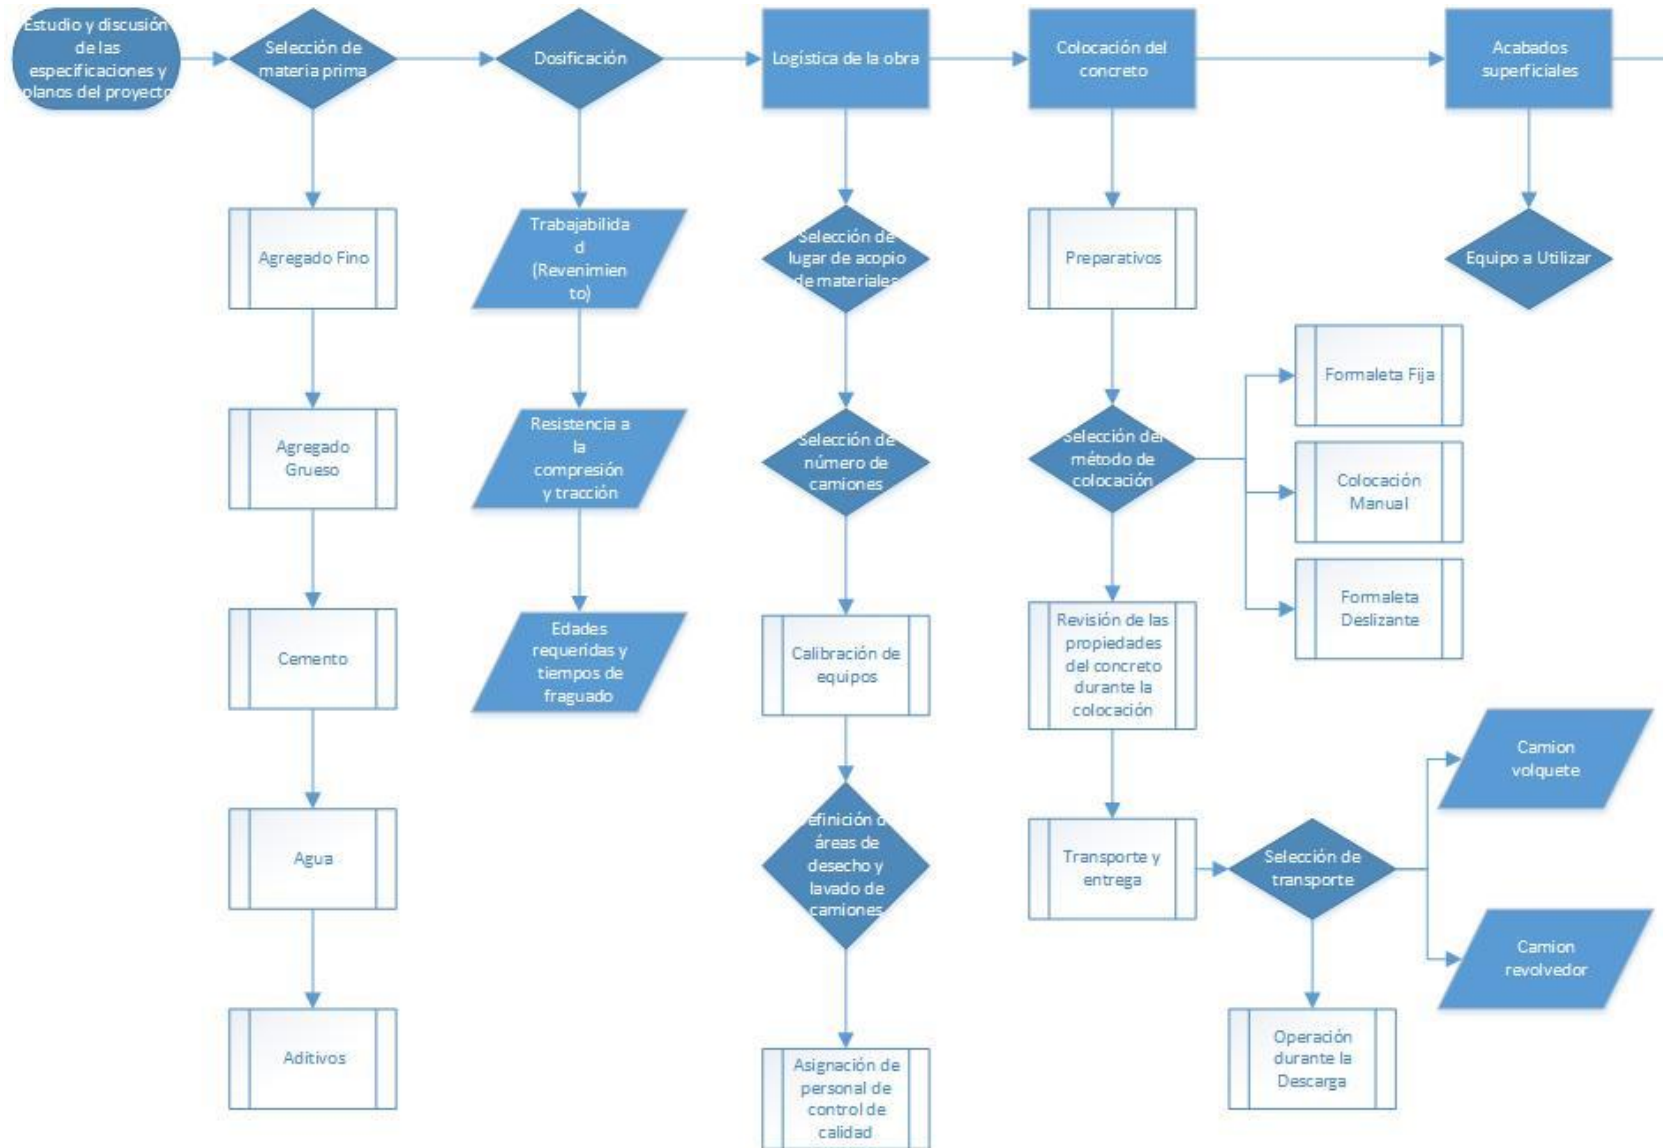 Estudio y discusión
de las
especificaciones y
planos del proyecto
Selección de
materia prima
Dosificación
Logística de la obra
Colocación del
concreto
Acabados
superficiales
Agregado Fino
Agregado
Grueso
Cemento
Agua
Aditivos
Trabajabilida
d
(Revenimien
to)
Resistencia a
la
compresión
y tracción
Edades
requeridas y
tiempos de
fraguado
Selección de
lugar de acopio
de materiales
Selección de
número de
camiones
Calibración de
equipos
efinición d
áreas de
desecho y
lavado de
camiones
Asignación de
personal de
control de
calidad
Preparativos
Selección del
método de
colocación
Formaleta Fija
Colocación
Manual
Formaleta
Deslizante
Revisión de las
propiedades
del concreto
durante la
colocación
Transporte y
entrega
Selección de
transporte
Camion
volquete
Camion
revolvedor
Operación
durante la
Descarga
Equipo a Utilizar